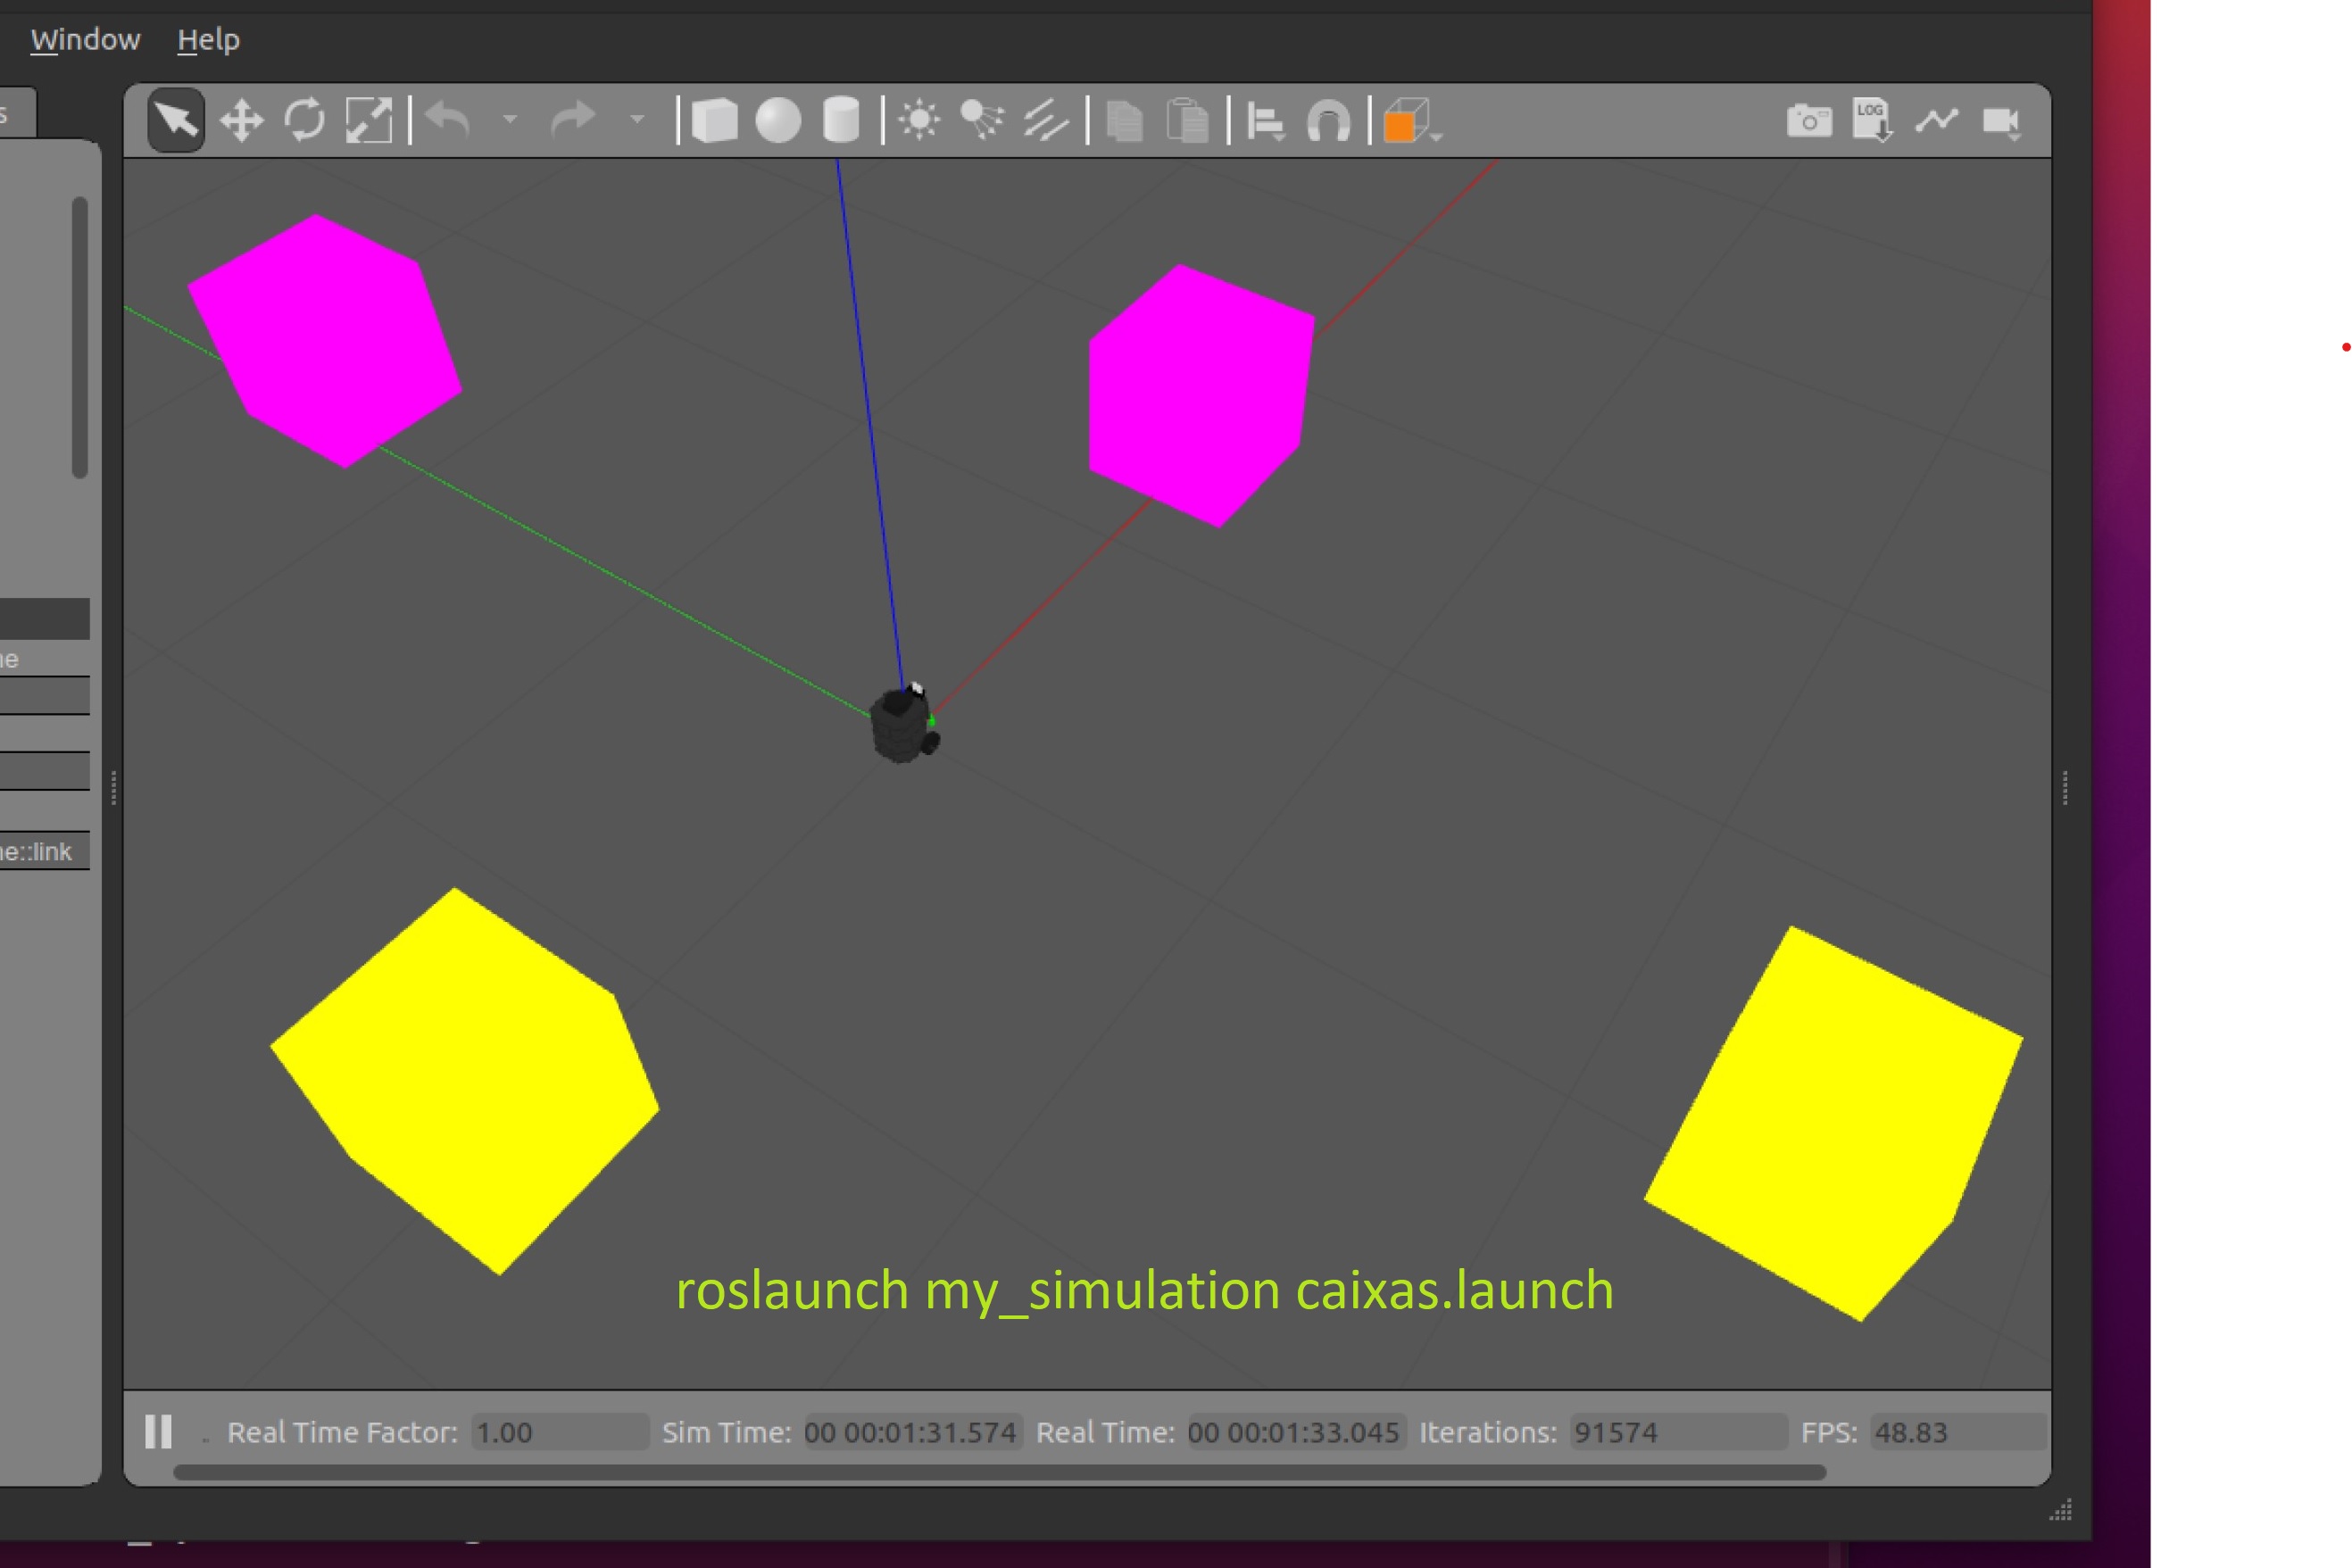 Window Help
s
LOG
ne
ne::link
roslaunch my_simulation caixas.launch
Real Time Factor: 1.00 Sim Time: 00 00:01:31.574 Real Time: 00 00:01:33.045 Iterations: 91574 FPS: 48.83